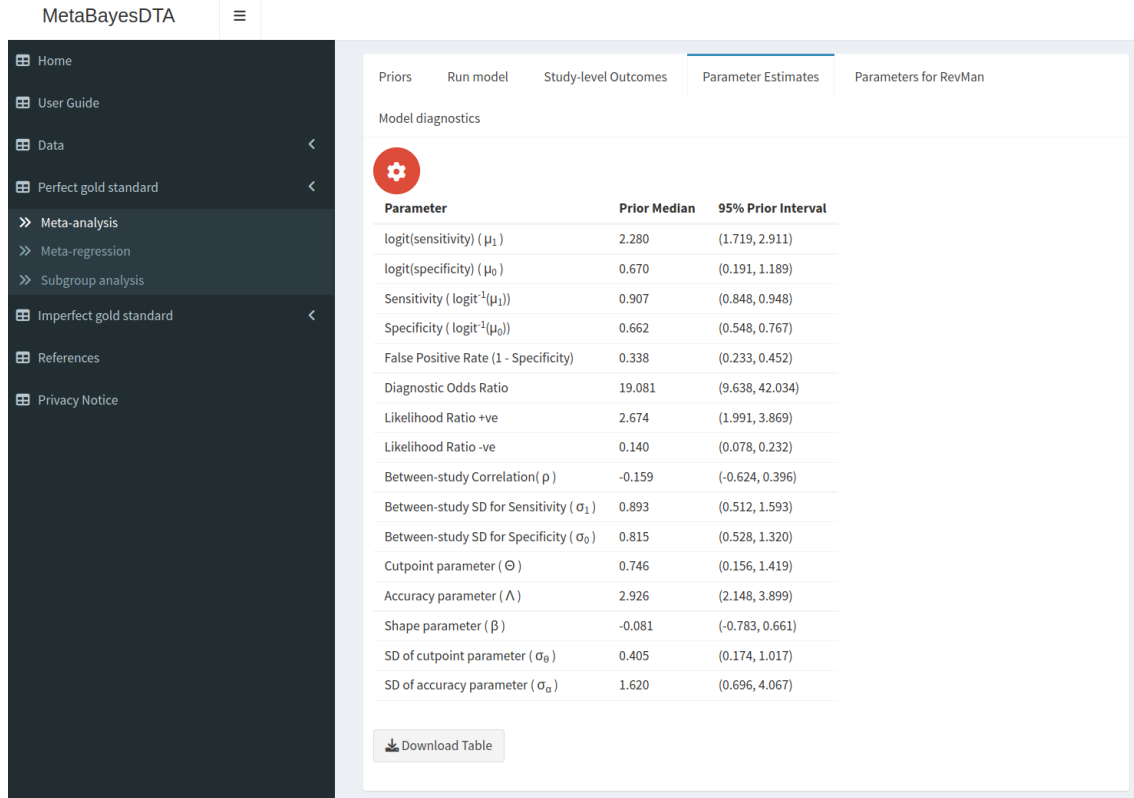 MetaBayesDTA
Home
User Guide
Data
Perfect gold standard
Meta-analysis
Meta-regression
Subgroup analysis
Imperfect gold standard
References
Privacy Notice
Priors Run model Study-level Outcomes Parameter Estimates Parameters for RevMan
Model diagnostics
Parameter Prior Median 95% Prior Interval
logit(sensitivity) ( μ₁ ) 2.280 (1.719, 2.911)
logit(specificity) ( μ₀ ) 0.670 (0.191, 1.189)
Sensitivity ( logit⁻¹(μ₁)) 0.907 (0.848, 0.948)
Specificity ( logit⁻¹(μ₀)) 0.662 (0.548, 0.767)
False Positive Rate (1 - Specificity) 0.338 (0.233, 0.452)
Diagnostic Odds Ratio 19.081 (9.638, 42.034)
Likelihood Ratio +ve 2.674 (1.991, 3.869)
Likelihood Ratio -ve 0.140 (0.078, 0.232)
Between-study Correlation( ρ ) -0.159 (-0.624, 0.396)
Between-study SD for Sensitivity ( σ₁ ) 0.893 (0.512, 1.593)
Between-study SD for Specificity ( σ₀ ) 0.815 (0.528, 1.320)
Cutpoint parameter ( Θ ) 0.746 (0.156, 1.419)
Accuracy parameter ( Λ ) 2.926 (2.148, 3.899)
Shape parameter ( β ) -0.081 (-0.783, 0.661)
SD of cutpoint parameter ( σ_θ ) 0.405 (0.174, 1.017)
SD of accuracy parameter ( σ_α ) 1.620 (0.696, 4.067)
Download Table